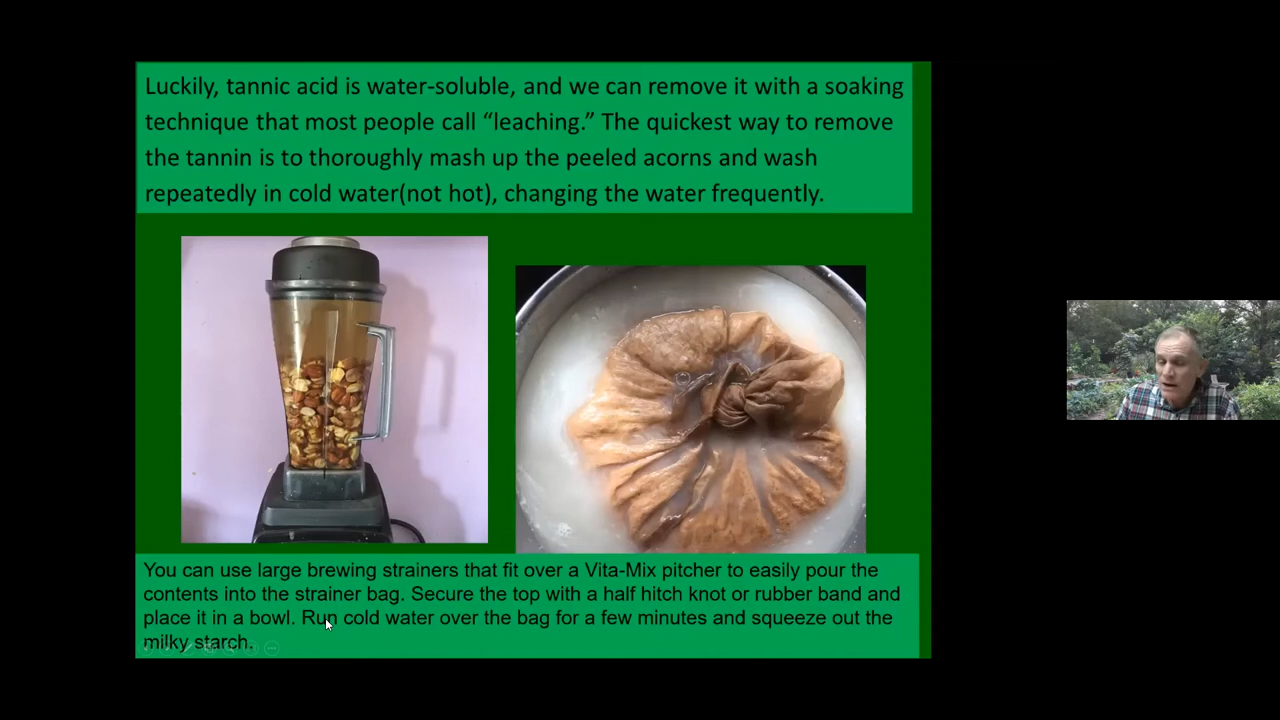 Luckily, tannic acid is water-soluble, and we can remove it with a soaking
technique that most people call “leaching.” The quickest way to remove
the tannin is to thoroughly mash up the peeled acorns and wash
repeatedly in cold water(not hot), changing the water frequently.
You can use large brewing strainers that fit over a Vita-Mix pitcher to easily pour the
contents into the strainer bag. Secure the top with a half hitch knot or rubber band and
place it in a bowl. Run cold water over the bag for a few minutes and squeeze out the
milky starch.